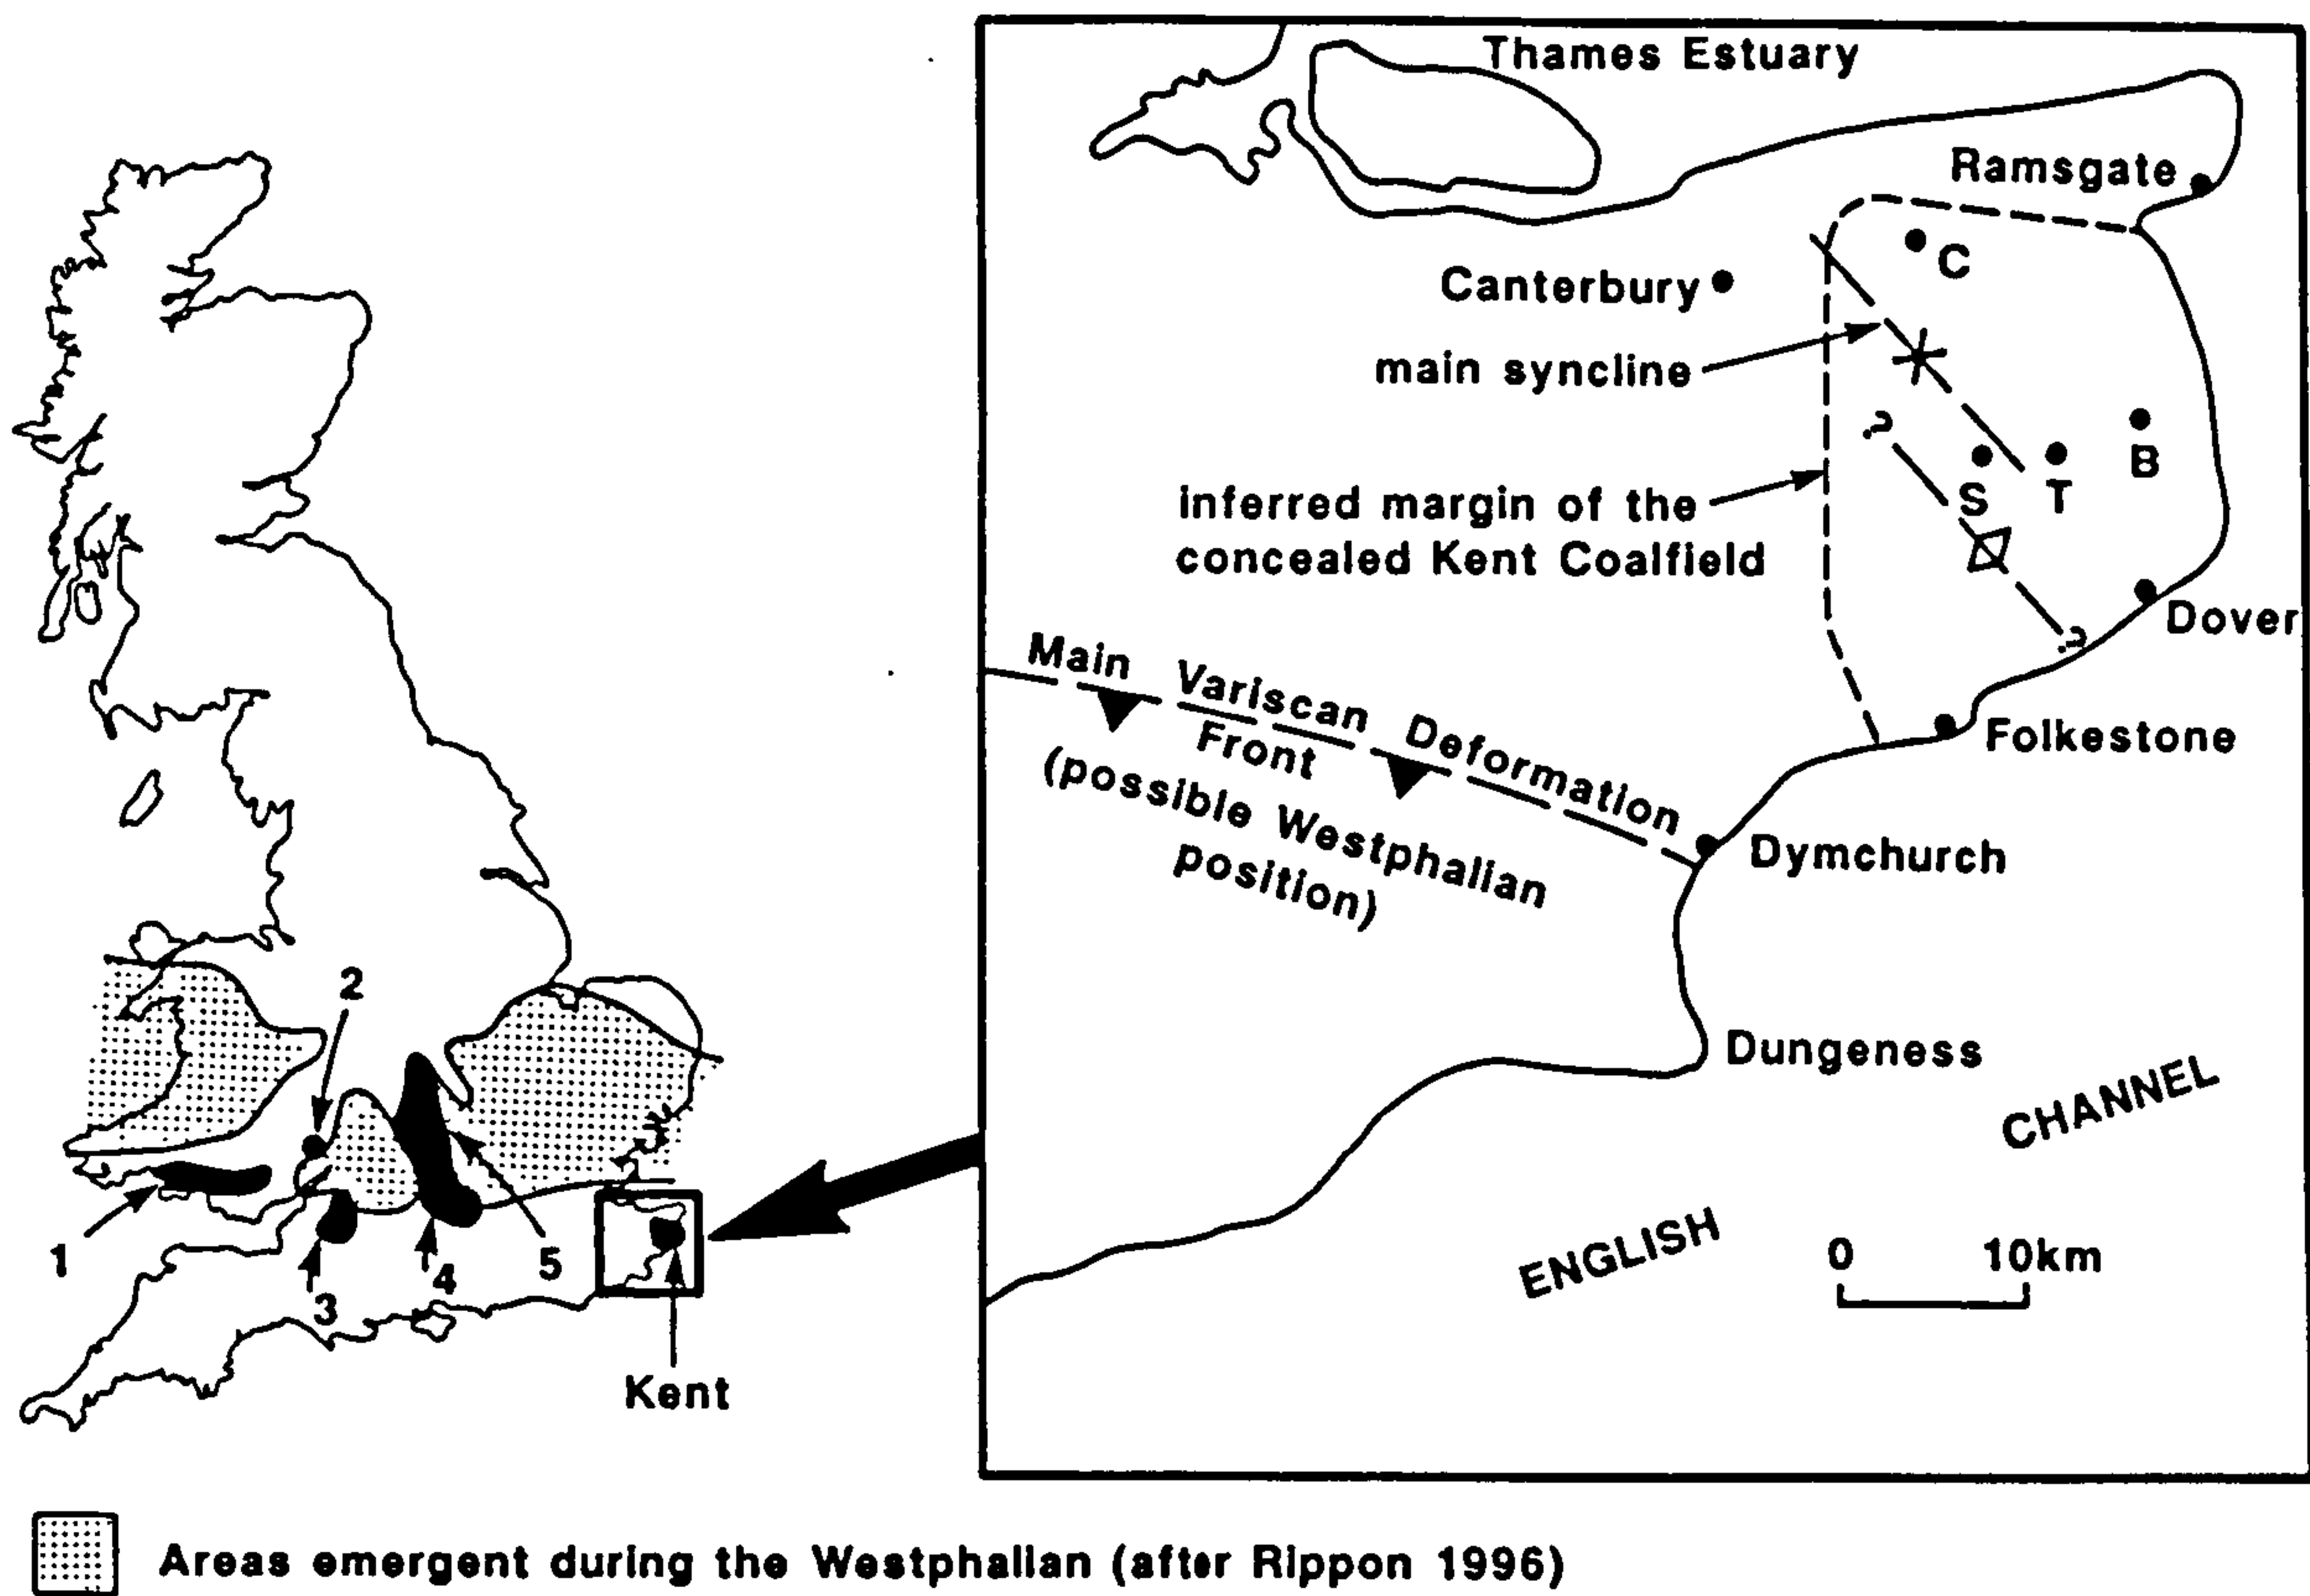 Thames Estuary
Ramsgate
C
Canterbury
main syncline
?
B
S
T
inferred margin of the
concealed Kent Coalfield
?
Dover
Main Variscan Deformation
Front
(possible Westphalian
position)
Folkestone
Dymchurch
Dungeness
ENGLISH CHANNEL
0 10km
2
1
3
4
5
Kent
Areas emergent during the Westphalian (after Rippon 1996)